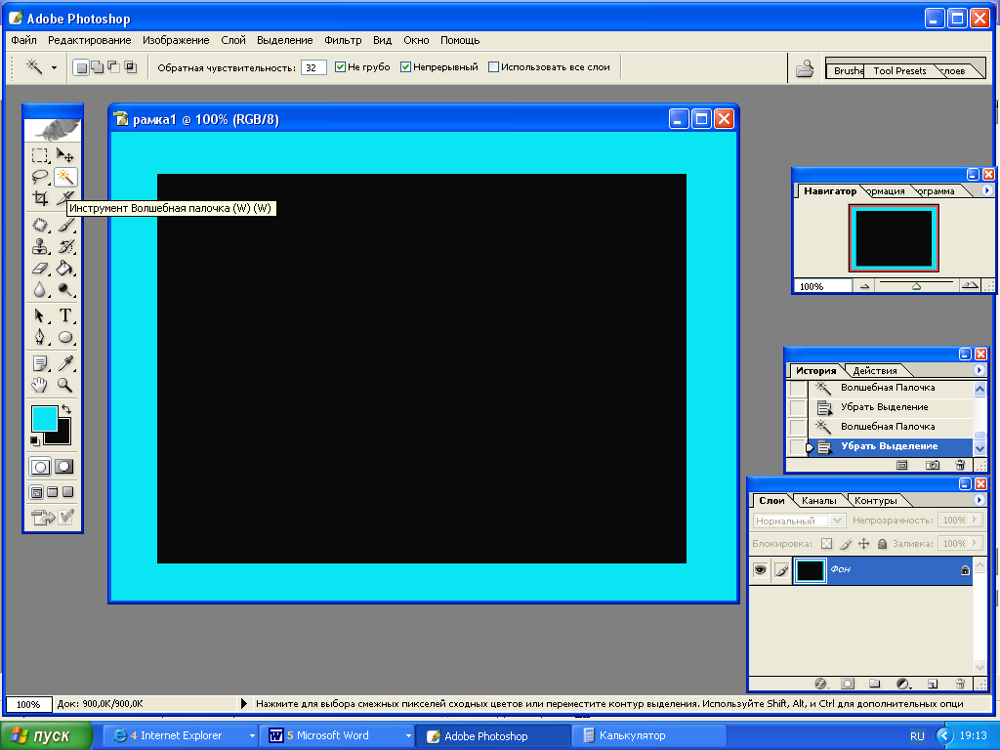 Adobe Photoshop
Файл Редактирование Изображение Слой Выделение Фильтр Вид Окно Помощь
Обратная чувствительность: 32 Не грубо Непрерывный Использовать все слои
Brushe Tool Presets слоев
рамка1 @ 100% (RGB/8)
Инструмент Волшебная палочка (W) (W)
Навигатор ормация ограмма
100%
История Действия
Волшебная Палочка
Убрать Выделение
Волшебная Палочка
Убрать Выделение
Слои Каналы Контуры
Нормальный Непрозрачность: 100%
Блокировка: Заливка: 100%
Фон
100% Док: 900,0K/900,0K Нажмите для выбора смежных пикселей сходных цветов или переместите контур выделения. Используйте Shift, Alt, и Ctrl для дополнительных опци
пуск 4 Internet Explorer 5 Microsoft Word Adobe Photoshop Калькулятор RU 19:13